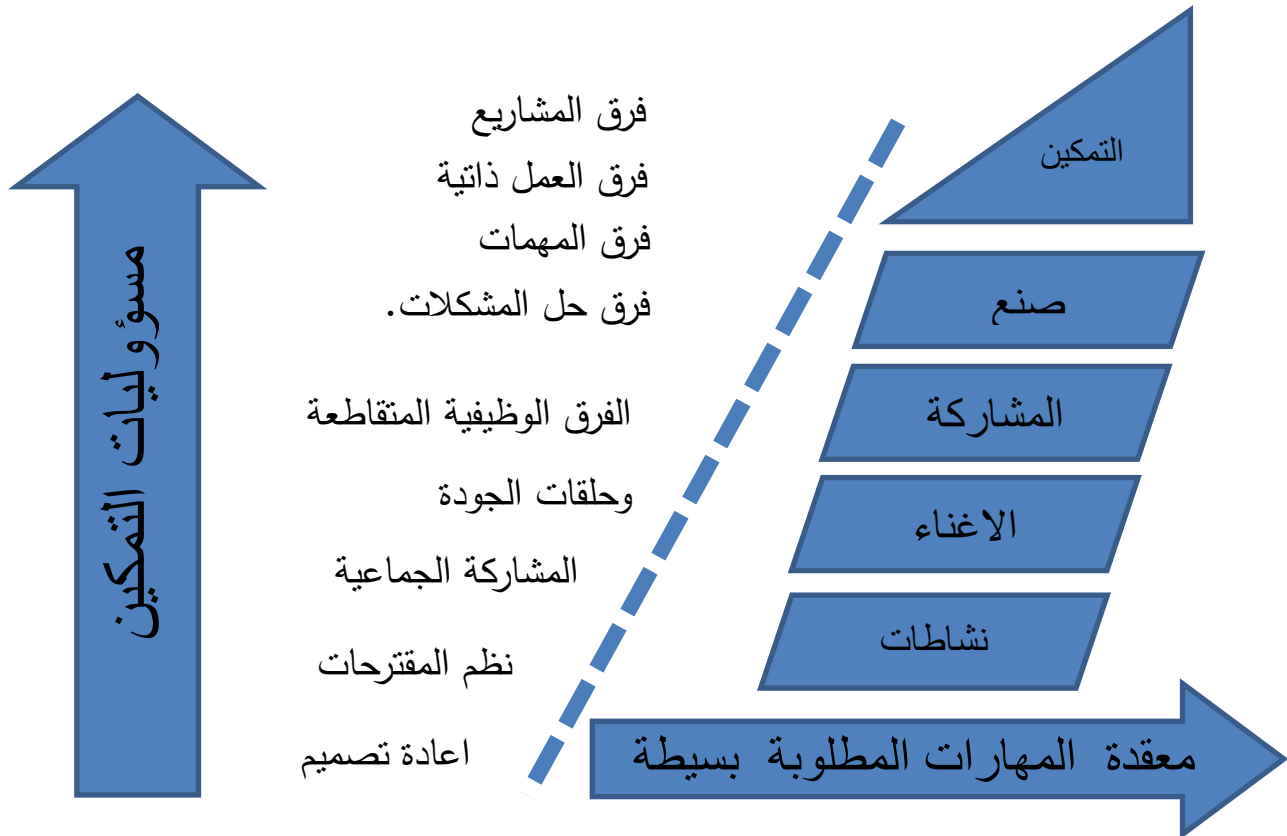 فرق المشاريع
فرق العمل ذاتية
فرق المهمات
فرق حل المشكلات.
الفرق الوظيفية المتقاطعة
وحلقات الجودة
المشاركة الجماعية
نظم المقترحات
اعادة تصميم
التمكين
صنع
المشاركة
الاغناء
نشاطات
معقدة المهارات المطلوبة بسيطة
مسؤوليات التمكين